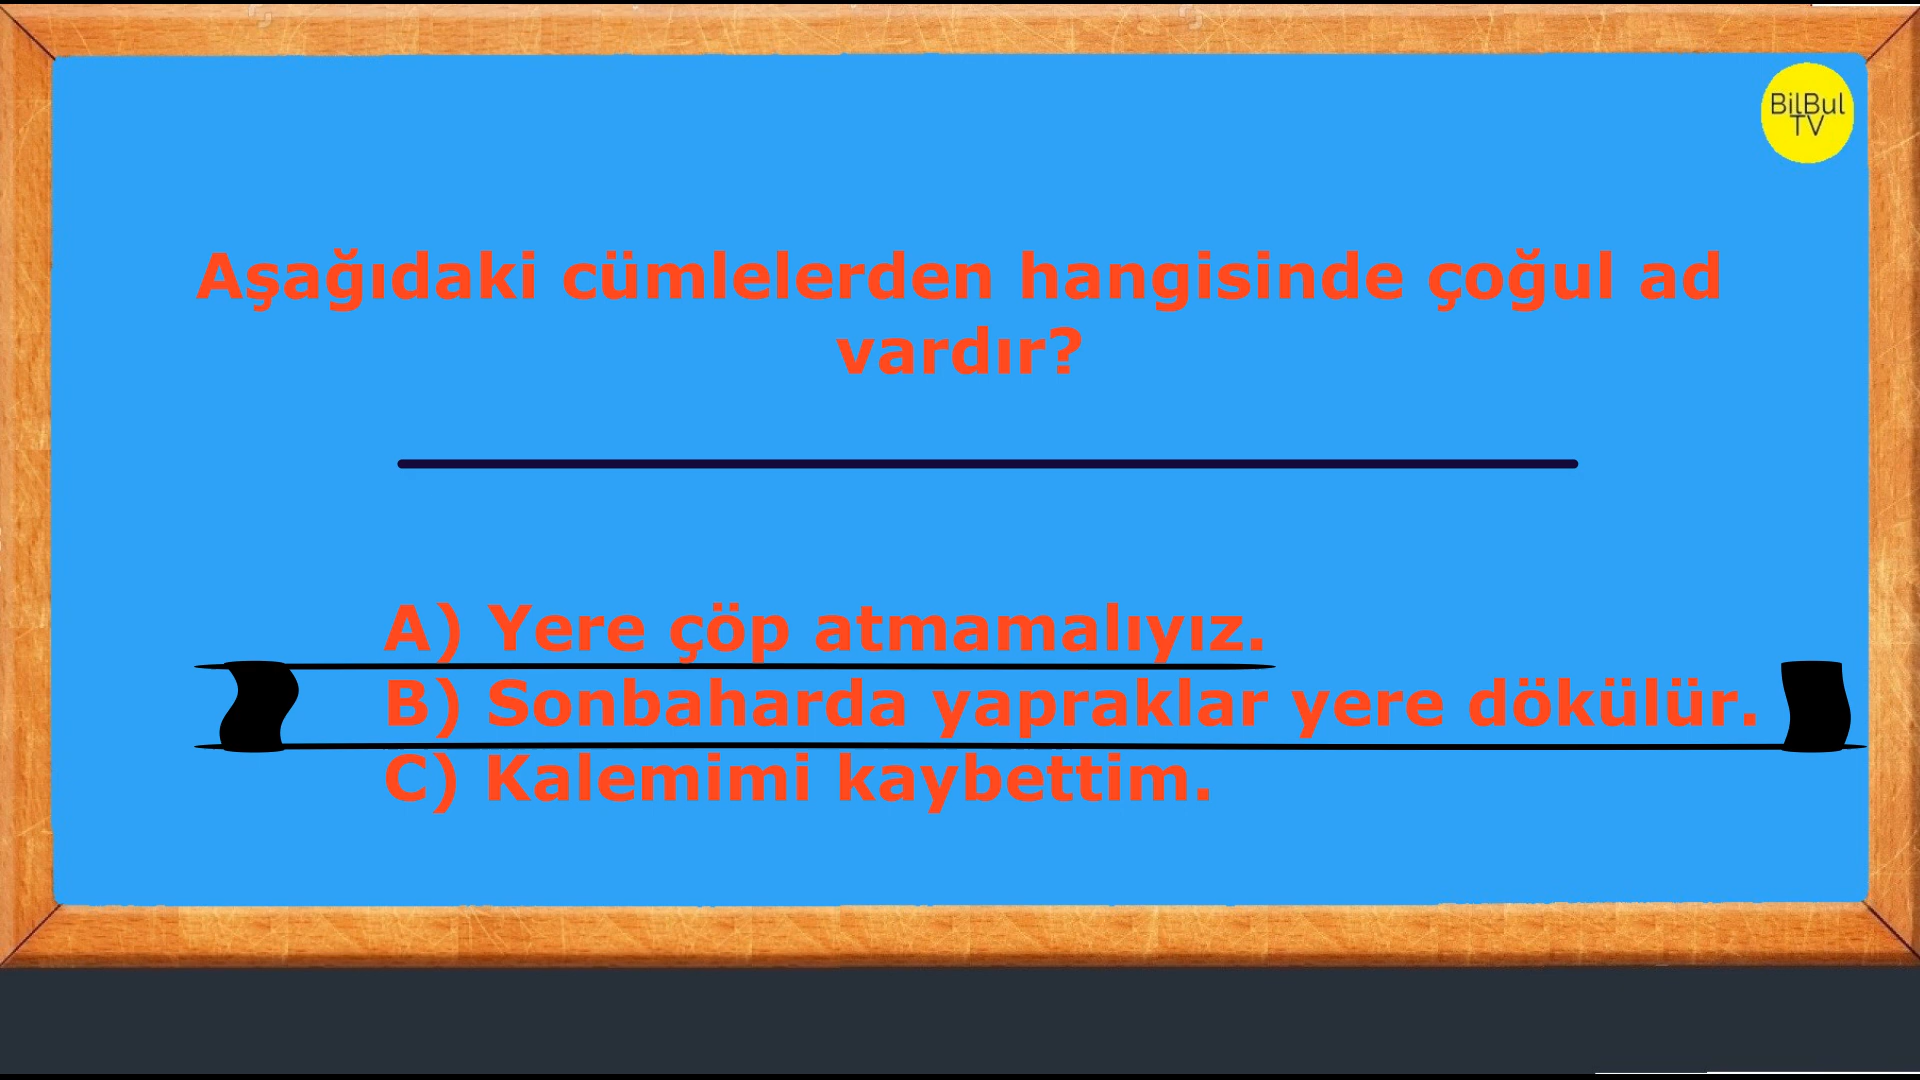 BilBul
TV
Aşağıdaki cümlelerden hangisinde çoğul ad
vardır?
A) Yere çöp atmamalıyız.
B) Sonbaharda yapraklar yere dökülür.
C) Kalemimi kaybettim.